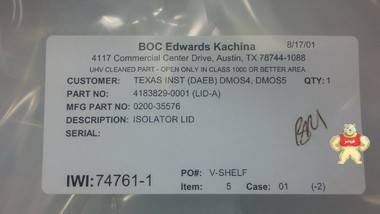 BOC Edwards Kachina 8/17/01
4117 Commercial Center Drive, Austin, TX 78744-1088
UHV CLEANED PART - OPEN ONLY IN CLASS 1000 OR BETTER AREA
CUSTOMER: TEXAS INST (DAEB) DMOS4, DMOS5 QTY: 1
PART NO: 4183829-0001 (LID-A)
MFG PART NO: 0200-35576
DESCRIPTION: ISOLATOR LID
SERIAL:
PO#: V-SHELF
IWI: 74761-1
Item: 5 Case: 01 (-2)